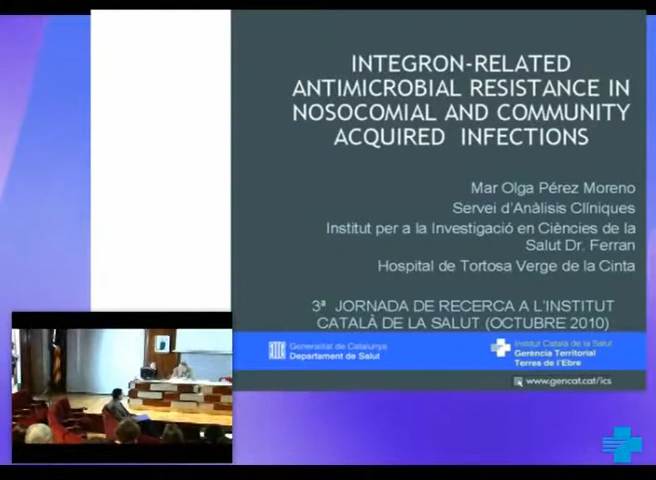 INTEGRON-RELATED
ANTIMICROBIAL RESISTANCE IN
NOSOCOMIAL AND COMMUNITY
ACQUIRED INFECTIONS
Mar Olga Pérez Moreno
Servei d'Anàlisis Clíniques
Institut per a la Investigació en Ciències de la
Salut Dr. Ferran
Hospital de Tortosa Verge de la Cinta
3ª JORNADA DE RECERCA A L'INSTITUT
CATALÀ DE LA SALUT (OCTUBRE 2010)
Generalitat de Catalunya
Departament de Salut
Institut Català de la Salut
Gerència Territorial
Terres de l'Ebre
www.gencat.cat/ics